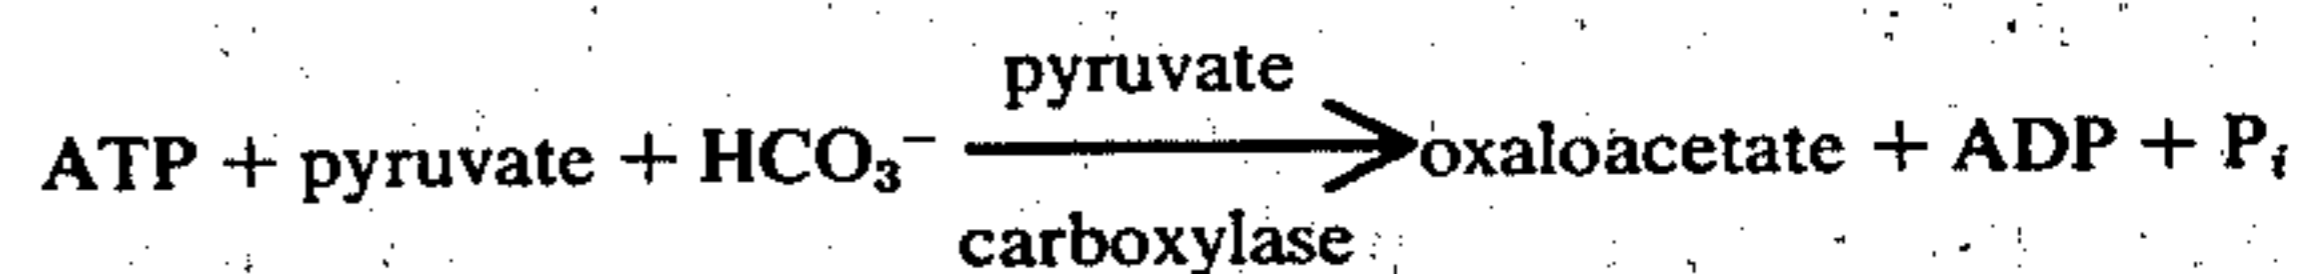 pyruvate
ATP + pyruvate + HCO₃⁻ ⟶ oxaloacetate + ADP + Pᵢ
carboxylase